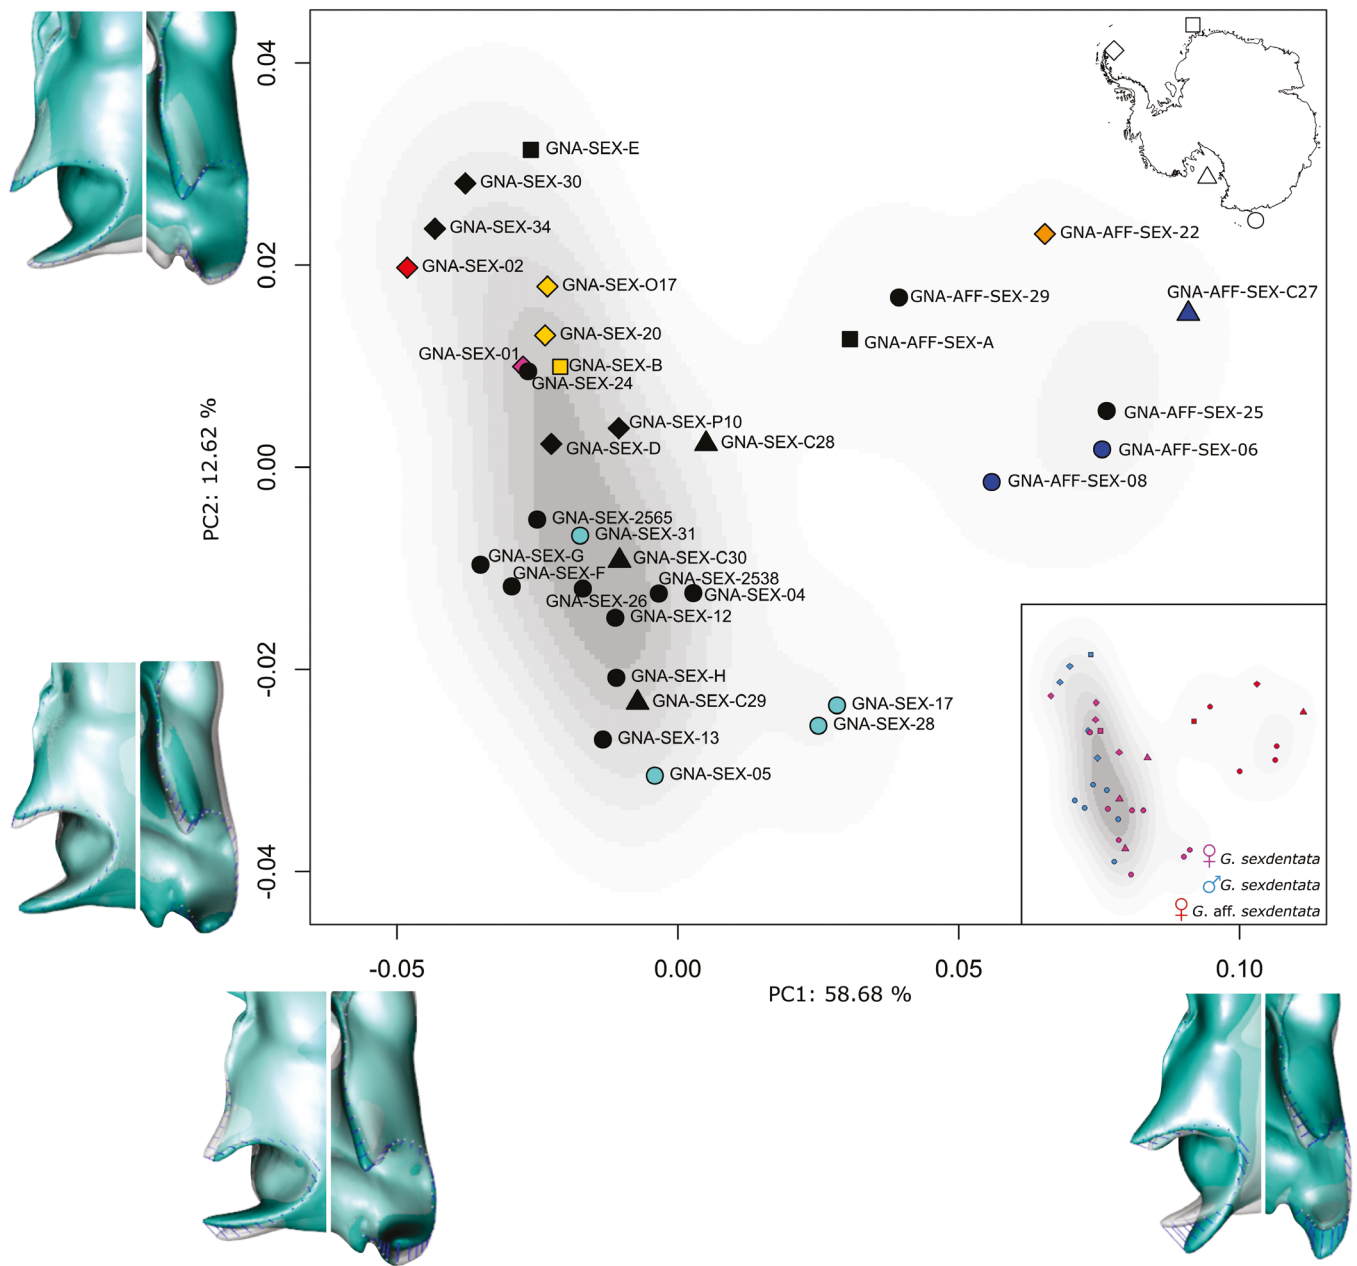 0.04
GNA-SEX-E
GNA-SEX-30
GNA-SEX-34
GNA-AFF-SEX-22
0.02
GNA-SEX-02
GNA-SEX-O17
GNA-AFF-SEX-29
GNA-AFF-SEX-C27
GNA-SEX-20
GNA-AFF-SEX-A
GNA-SEX-01
GNA-SEX-B
GNA-SEX-24
GNA-AFF-SEX-25
GNA-SEX-P10
GNA-SEX-C28
GNA-SEX-D
GNA-AFF-SEX-06
0.00
GNA-AFF-SEX-08
PC2: 12.62 %
GNA-SEX-2565
GNA-SEX-31
GNA-SEX-G
GNA-SEX-C30
GNA-SEX-F
GNA-SEX-2538
GNA-SEX-26
GNA-SEX-04
GNA-SEX-12
-0.02
GNA-SEX-H
GNA-SEX-C29
GNA-SEX-17
GNA-SEX-28
GNA-SEX-13
GNA-SEX-05
-0.04
♀ G. sexdentata
♂ G. sexdentata
♀ G. aff. sexdentata
-0.05
0.00
0.05
0.10
PC1: 58.68 %